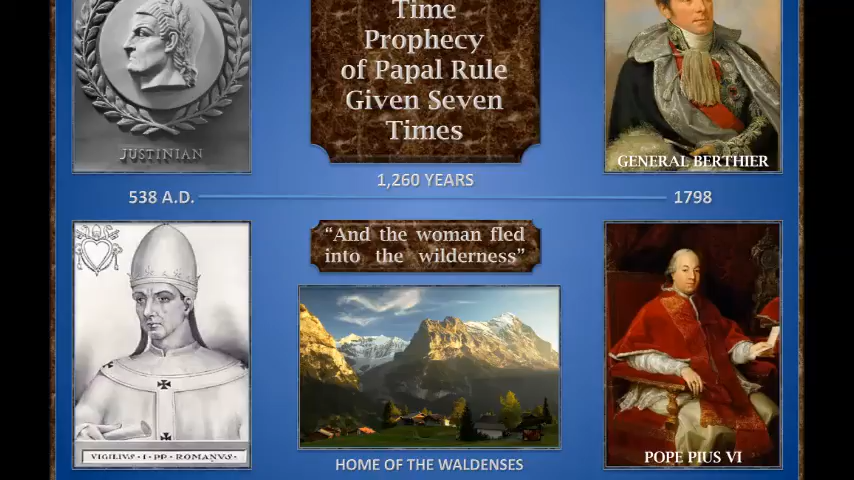 Time
Prophecy
of Papal Rule
Given Seven
Times
JUSTINIAN
GENERAL BERTHIER
1,260 YEARS
538 A.D.
1798
“And the woman fled
into the wilderness”
VIGILIVS · I · PP · ROMANVS ·
POPE PIUS VI
HOME OF THE WALDENSES